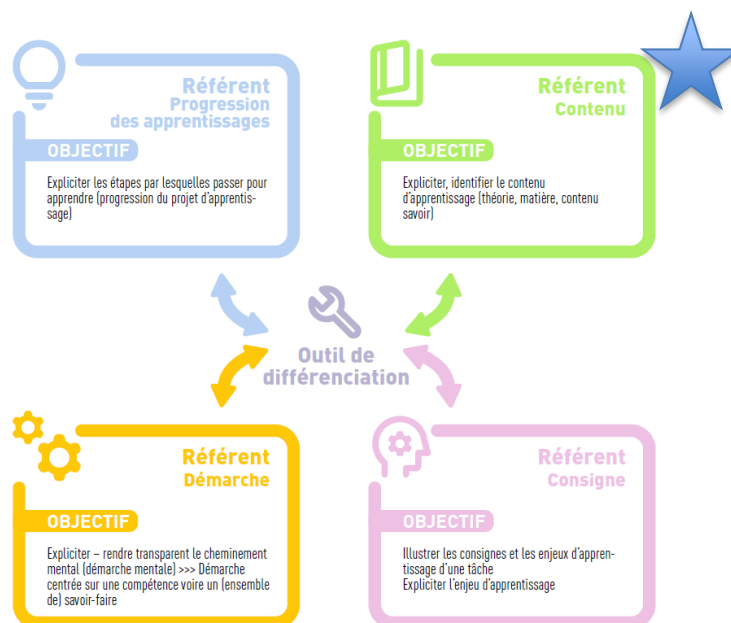 Référent
Progression
des apprentissages
OBJECTIF
Expliciter les étapes par lesquelles passer pour
apprendre (progression du projet d'apprentis-
sage)
Référent
Contenu
OBJECTIF
Expliciter, identifier le contenu
d'apprentissage (théorie, matière, contenu
savoir)
Outil de
différenciation
Référent
Démarche
OBJECTIF
Expliciter – rendre transparent le cheminement
mental (démarche mentale) >>> Démarche
centrée sur une compétence voire un (ensemble
de) savoir-faire
Référent
Consigne
OBJECTIF
Illustrer les consignes et les enjeux d'appren-
tissage d'une tâche
Expliciter l'enjeu d'apprentissage